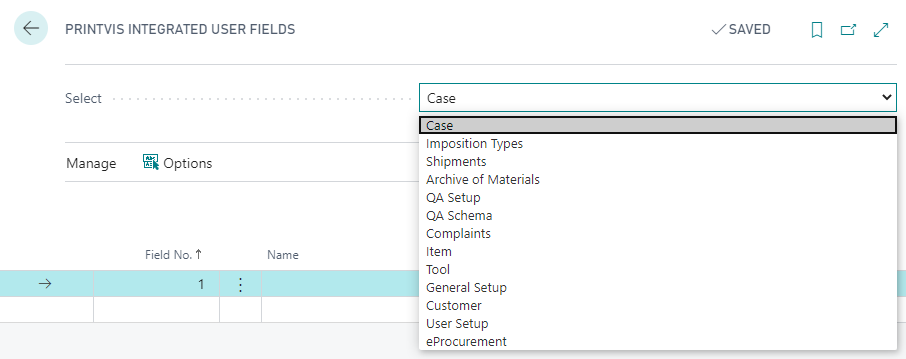 PRINTVIS INTEGRATED USER FIELDS
SAVED
Select
Case
Case
Imposition Types
Shipments
Archive of Materials
QA Setup
QA Schema
Complaints
Item
Tool
General Setup
Customer
User Setup
eProcurement
Manage
Options
Field No.↑
Name
1